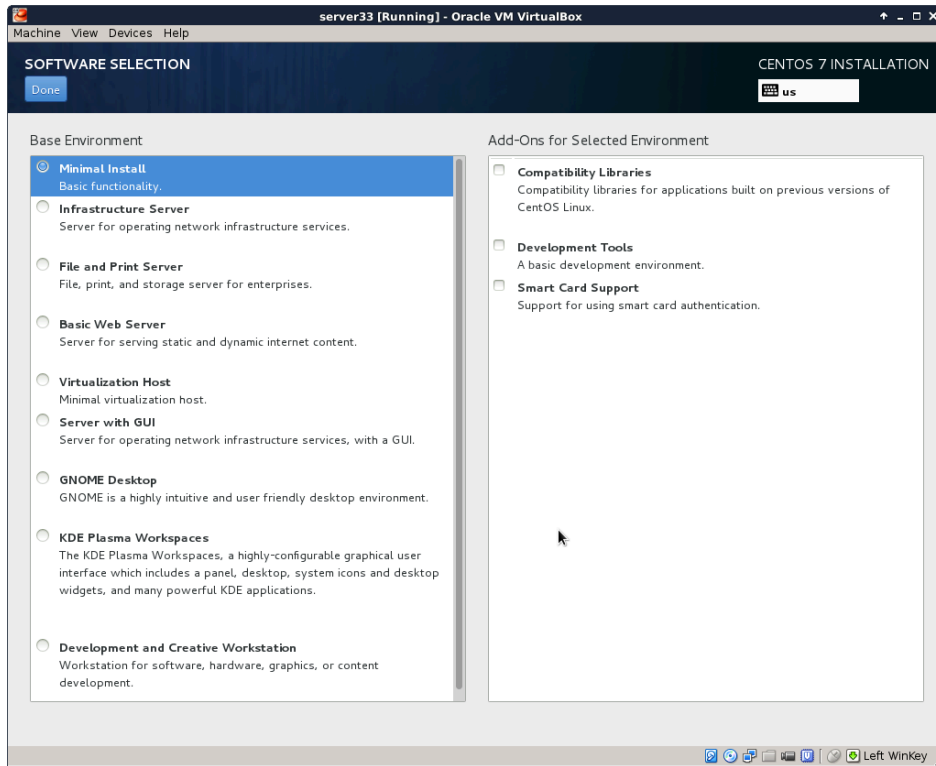 server33 [Running] - Oracle VM VirtualBox
Machine View Devices Help
SOFTWARE SELECTION
CENTOS 7 INSTALLATION
Done
us
Base Environment
Minimal Install
Basic functionality.
Infrastructure Server
Server for operating network infrastructure services.
File and Print Server
File, print, and storage server for enterprises.
Basic Web Server
Server for serving static and dynamic internet content.
Virtualization Host
Minimal virtualization host.
Server with GUI
Server for operating network infrastructure services, with a GUI.
GNOME Desktop
GNOME is a highly intuitive and user friendly desktop environment.
KDE Plasma Workspaces
The KDE Plasma Workspaces, a highly-configurable graphical user
interface which includes a panel, desktop, system icons and desktop
widgets, and many powerful KDE applications.
Development and Creative Workstation
Workstation for software, hardware, graphics, or content
development.
Add-Ons for Selected Environment
Compatibility Libraries
Compatibility libraries for applications built on previous versions of
CentOS Linux.
Development Tools
A basic development environment.
Smart Card Support
Support for using smart card authentication.
Left WinKey